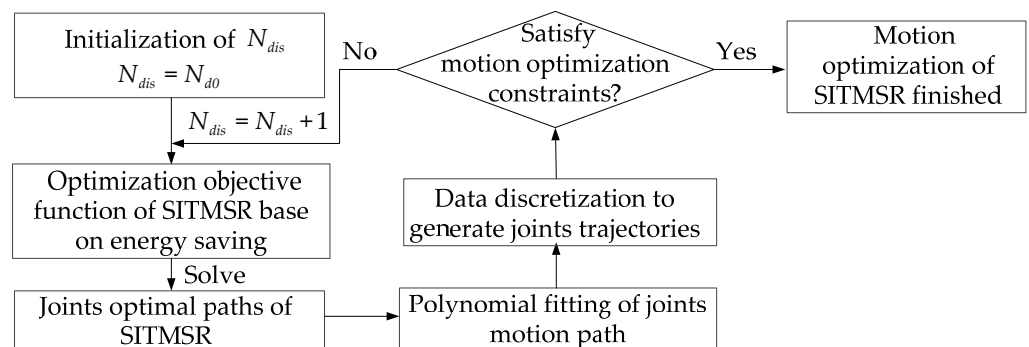 Initialization of N_dis
N_dis = N_d0
N_dis = N_dis + 1
Optimization objective
function of SITMSR base
on energy saving
Solve
Joints optimal paths of
SITMSR
Polynomial fitting of joints
motion path
Data discretization to
generate joints trajectories
Satisfy
motion optimization
constraints?
No
Yes
Motion
optimization of
SITMSR finished